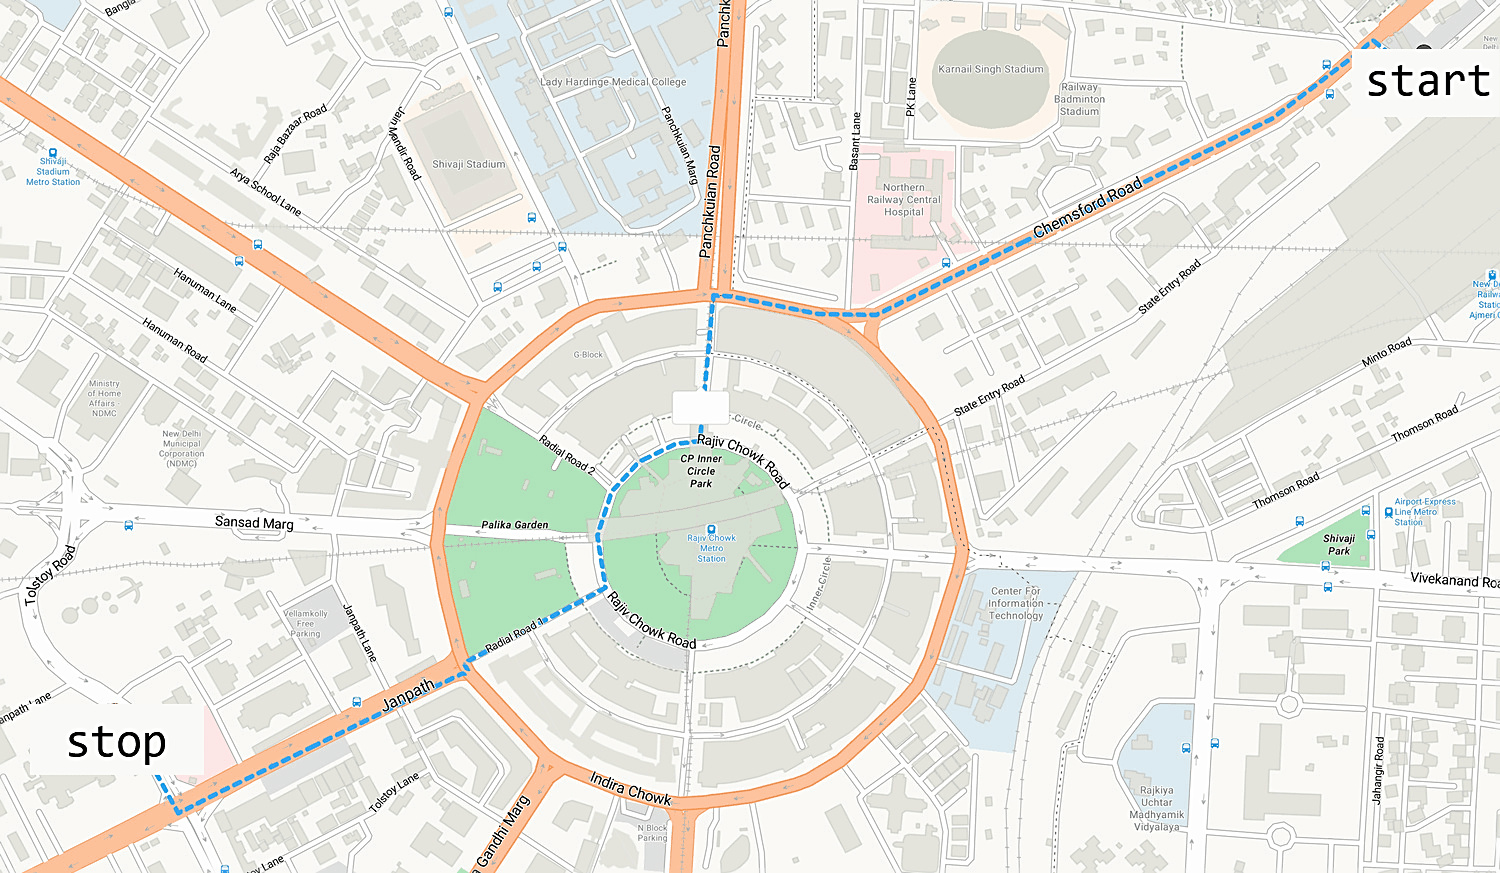 Bangla
Panchk
Lady Hardinge Medical College
Karnail Singh Stadium
start
Railway
Badminton
Stadium
PK Lane
Raja Bazaar Road
Jain Mandir Road
Panchkuian Marg
Basant Lane
Shivaji
Stadium
Metro Station
Shivaji Stadium
Arya School Lane
Panchkuian Road
Northern
Railway Central
Hospital
Chemsford Road
Hanuman Lane
State Entry Road
New De
Railwa
Static
Ajmeri G
Hanuman Road
G-Block
Minto Road
Ministry
of Home
Affairs -
NDMC
State Entry Road
Circle
Thomson Road
New Delhi
Municipal
Corporation
(NDMC)
Radial Road 2
Rajiv Chowk Road
CP Inner
Circle
Park
Thomson Road
Airport Express
Line Metro
Station
Sansad Marg
Palika Garden
Rajiv Chowk
Metro
Station
Shivaji
Park
Tolstoy Road
Inner-Circle
Vivekanand Roa
Center For
Information
Technology
Vellamkolly
Free
Parking
Janpath Lane
Radial Road 1
Rajiv Chowk Road
anpath Lane
Janpath
stop
Tolstoy Lane
Indira Chowk
Jahangir Road
Rajkiya
Uchtar
Madhyamik
Vidyalaya
N Block
Parking
Gandhi Marg
oy Lane